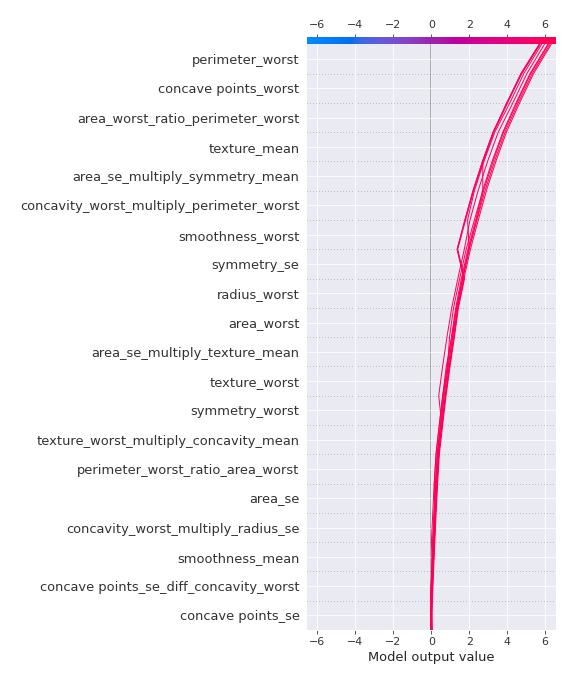 −6 −4 −2 0 2 4 6
perimeter_worst
concave points_worst
area_worst_ratio_perimeter_worst
texture_mean
area_se_multiply_symmetry_mean
concavity_worst_multiply_perimeter_worst
smoothness_worst
symmetry_se
radius_worst
area_worst
area_se_multiply_texture_mean
texture_worst
symmetry_worst
texture_worst_multiply_concavity_mean
perimeter_worst_ratio_area_worst
area_se
concavity_worst_multiply_radius_se
smoothness_mean
concave points_se_diff_concavity_worst
concave points_se
−6 −4 −2 0 2 4 6
Model output value